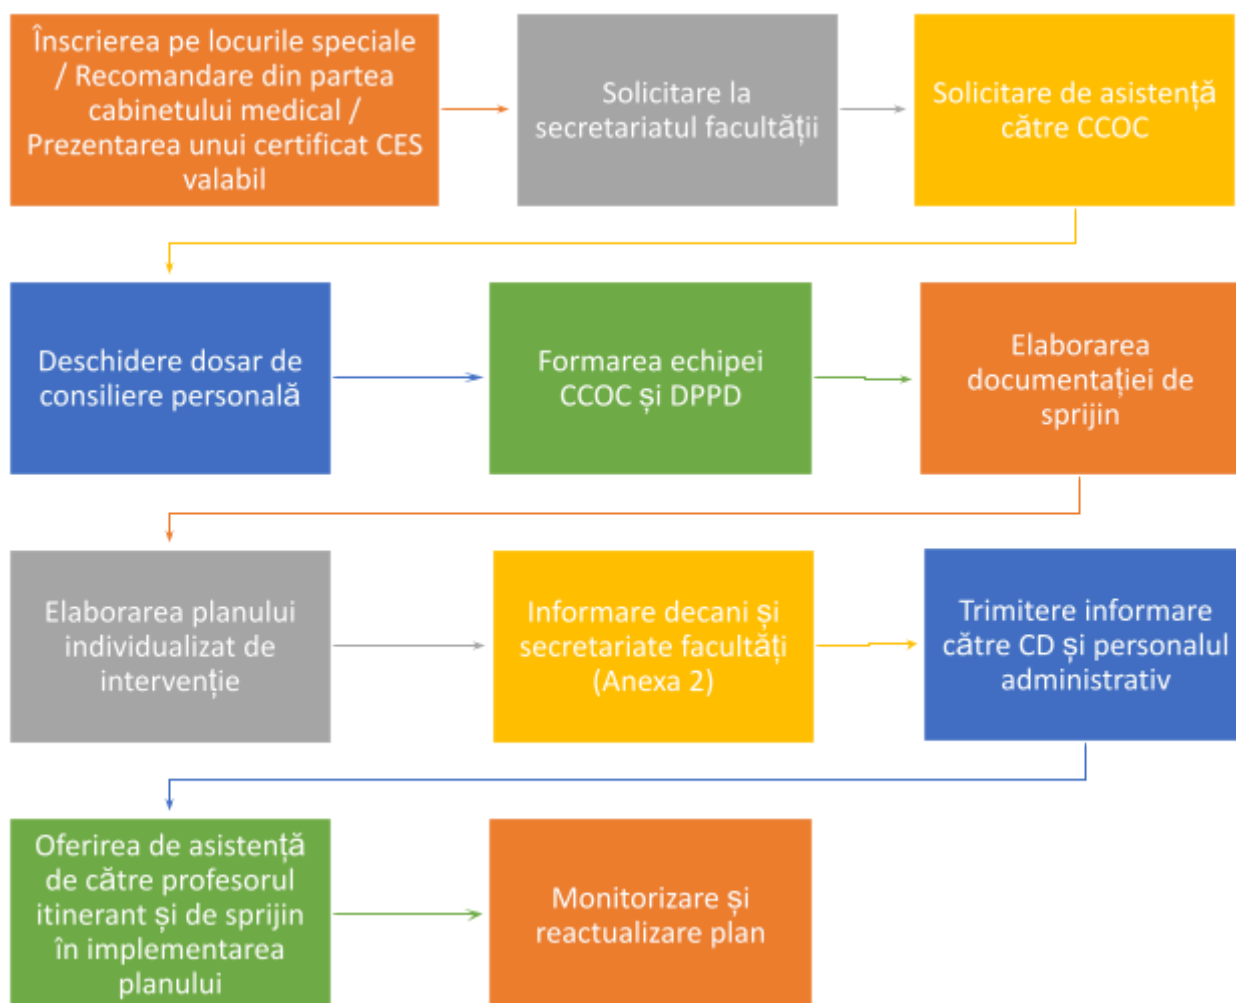 Înscrierea pe locurile speciale
/ Recomandare din partea
cabinetului medical /
Prezentarea unui certificat CES
valabil
Solicitare la
secretariatul facultății
Solicitare de asistență
către CCOC
Deschidere dosar de
consiliere personală
Formarea echipei
CCOC și DPPD
Elaborarea
documentației de
sprijin
Elaborarea planului
individualizat de
intervenție
Informare decani și
secretariate facultăți
(Anexa 2)
Trimitere informare
către CD și personalul
administrativ
Oferirea de asistență
de către profesorul
itinerant și de sprijin
în implementarea
planului
Monitorizare și
reactualizare plan